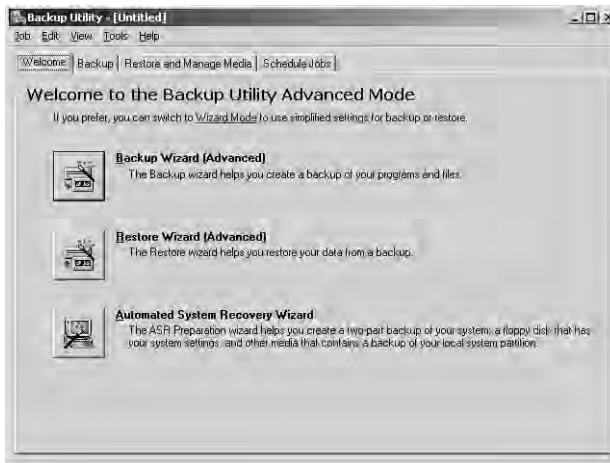 Backup Utility - [Untitled]
Job Edit View Tools Help
Welcome Backup Restore and Manage Media Schedule Jobs
Welcome to the Backup Utility Advanced Mode
If you prefer, you can switch to Wizard Mode to use simplified settings for backup or restore.
Backup Wizard (Advanced)
The Backup wizard helps you create a backup of your programs and files.
Restore Wizard (Advanced)
The Restore wizard helps you restore your data from a backup.
Automated System Recovery Wizard
The ASR Preparation wizard helps you create a two-part backup of your system: a floppy disk that has
your system settings, and other media that contains a backup of your local system partition.